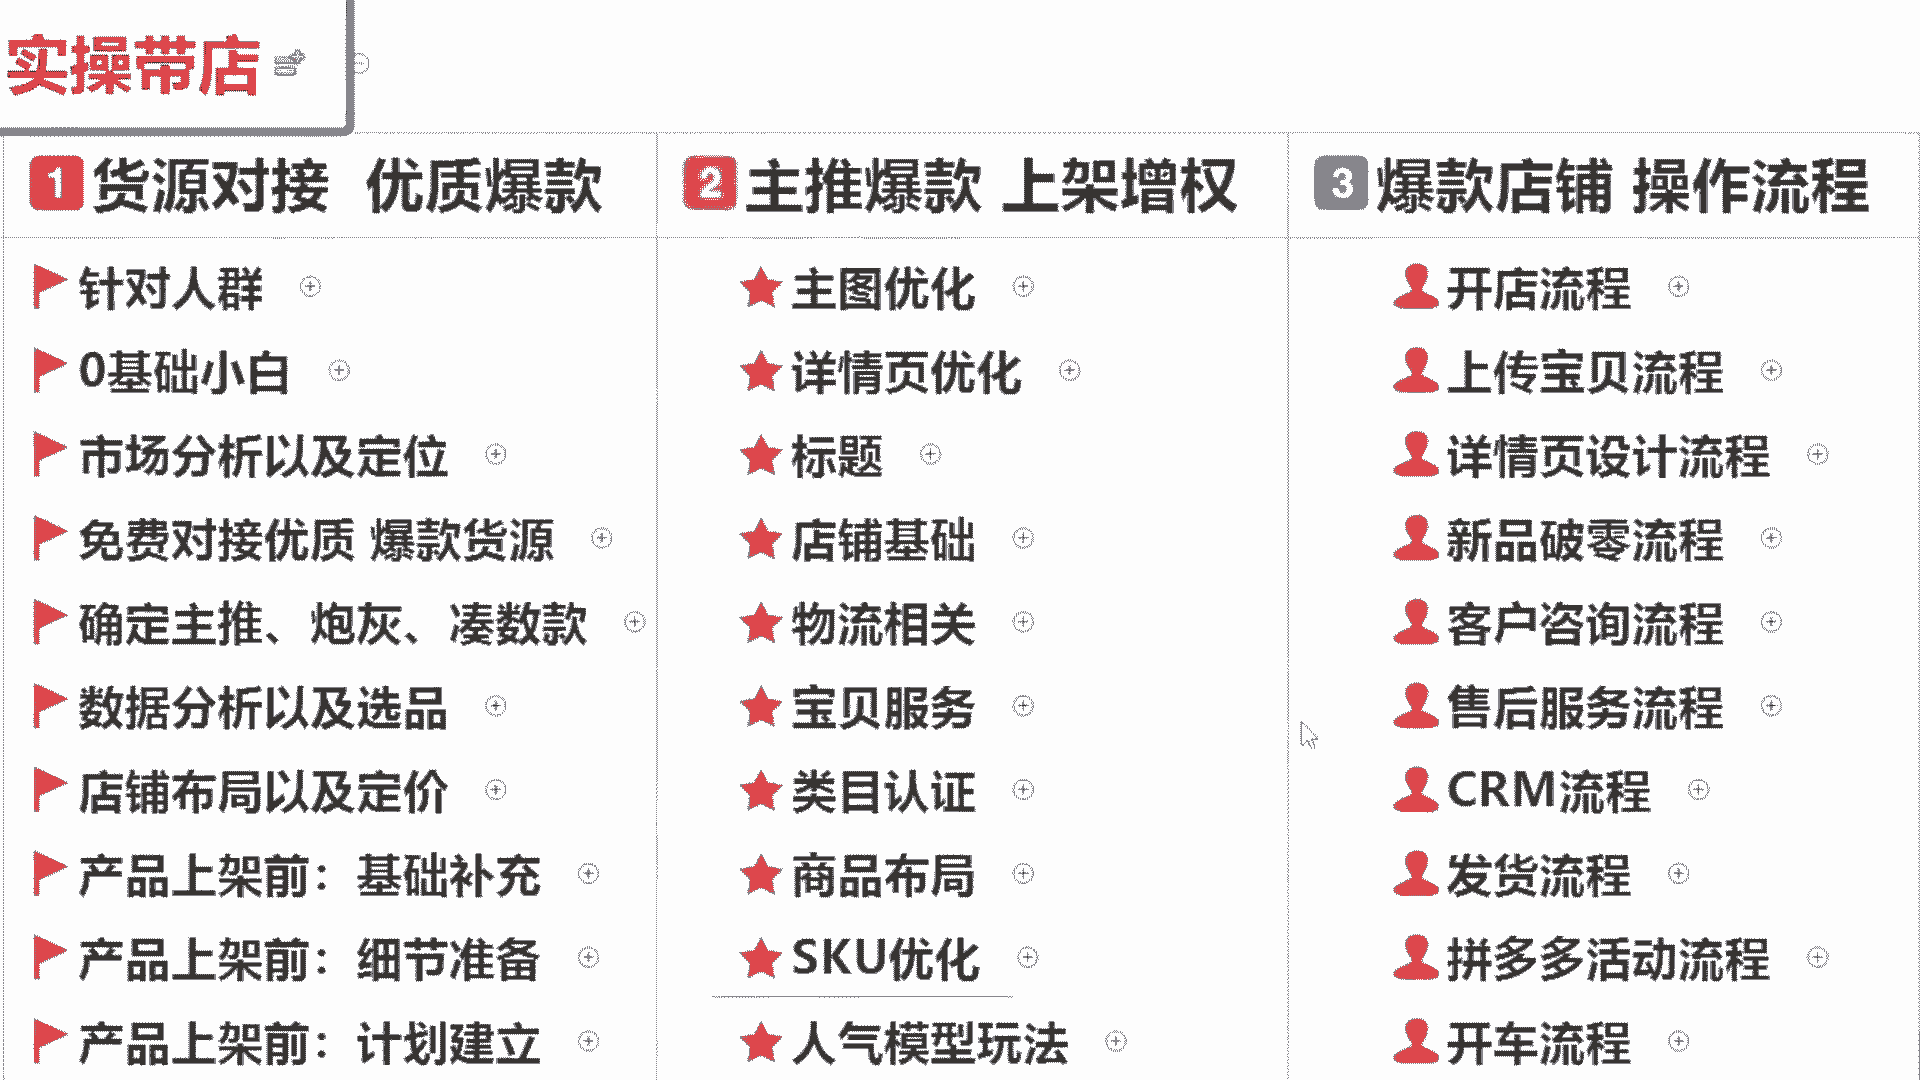 实操带店
1 货源对接 优质爆款
针对人群
0基础小白
市场分析以及定位
免费对接优质 爆款货源
确定主推、炮灰、凑数款
数据分析以及选品
店铺布局以及定价
产品上架前：基础补充
产品上架前：细节准备
产品上架前：计划建立
2 主推爆款 上架增权
主图优化
详情页优化
标题
店铺基础
物流相关
宝贝服务
类目认证
商品布局
SKU优化
人气模型玩法
3 爆款店铺 操作流程
开店流程
上传宝贝流程
详情页设计流程
新品破零流程
客户咨询流程
售后服务流程
CRM流程
发货流程
拼多多活动流程
开车流程